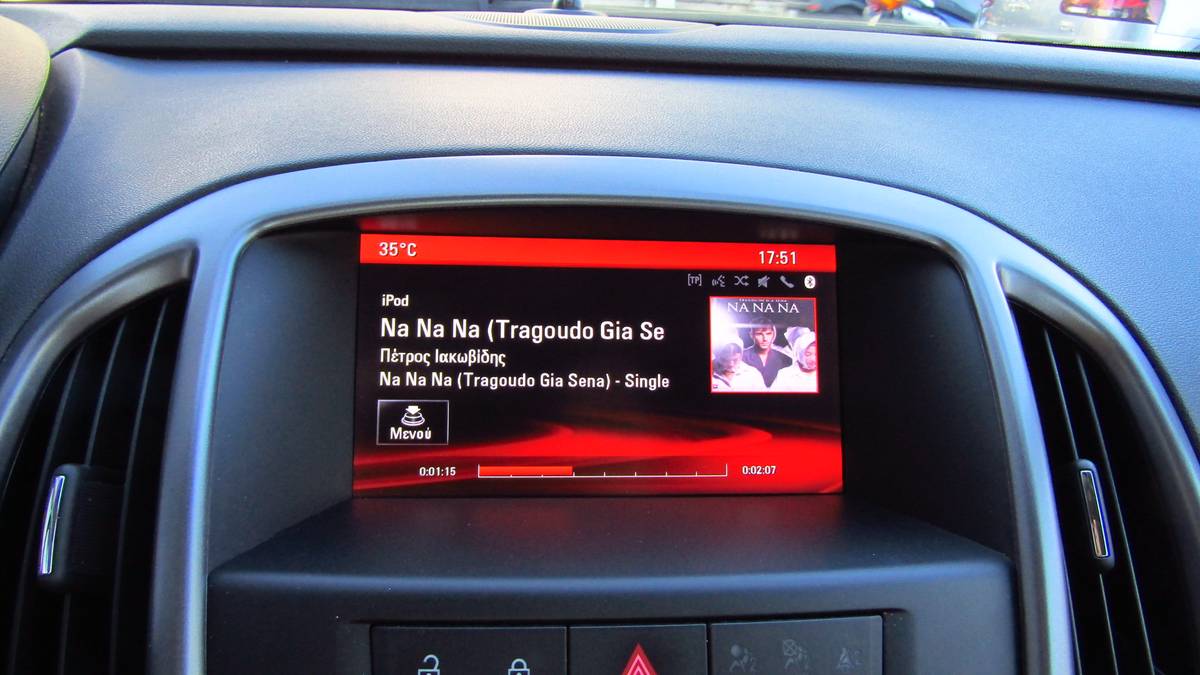 35°C
17:51
[TP]
iPod
Na Na Na (Tragoudo Gia Se
Πέτρος Ιακωβίδης
Na Na Na (Tragoudo Gia Sena) - Single
NA NA NA
Μενού
0:01:15
0:02:07